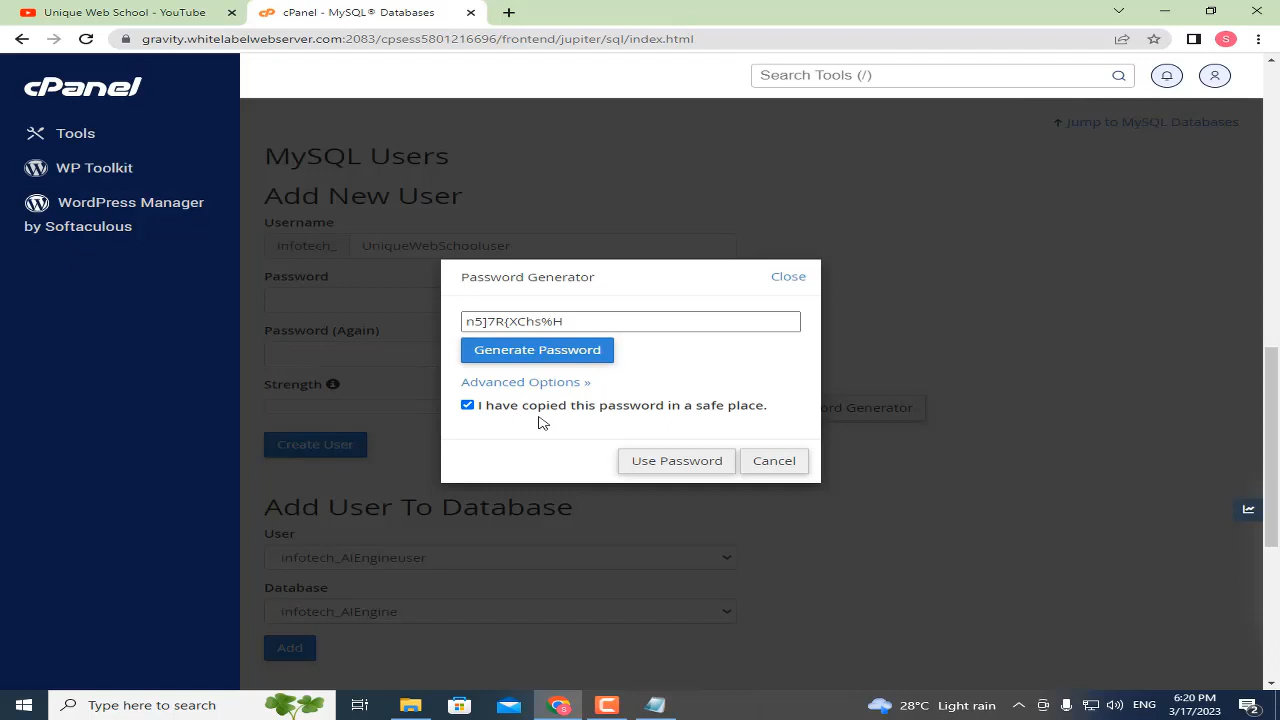 Unique Web School - YouTube
cPanel - MySQL® Databases
gravity.whitelabelwebserver.com:2083/cpsess5801216696/frontend/jupiter/sql/index.html
S
cPanel
Search Tools (/)
Tools
WP Toolkit
WordPress Manager
by Softaculous
Jump to MySQL Databases
MySQL Users
Add New User
Username
infotech_ UniqueWebSchooluser
Password
Password (Again)
Strength
Create User
Password Generator
Close
n5]7R{XChs%H
Generate Password
Advanced Options »
I have copied this password in a safe place.
Use Password
Cancel
rd Generator
Add User To Database
User
infotech_AIEngineuser
Database
infotech_AIEngine
Add
Type here to search
28°C Light rain
ENG
6:20 PM
3/17/2023
2